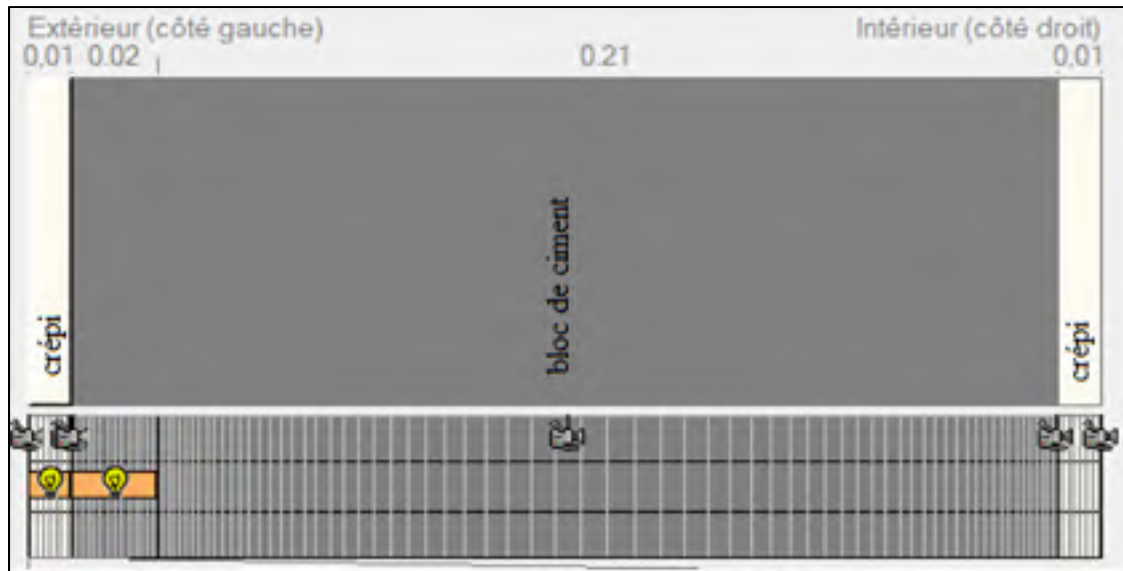 Extérieur (côté gauche) Intérieur (côté droit)
0,01 0.02 0.21 0,01
crépi
bloc de ciment
crépi